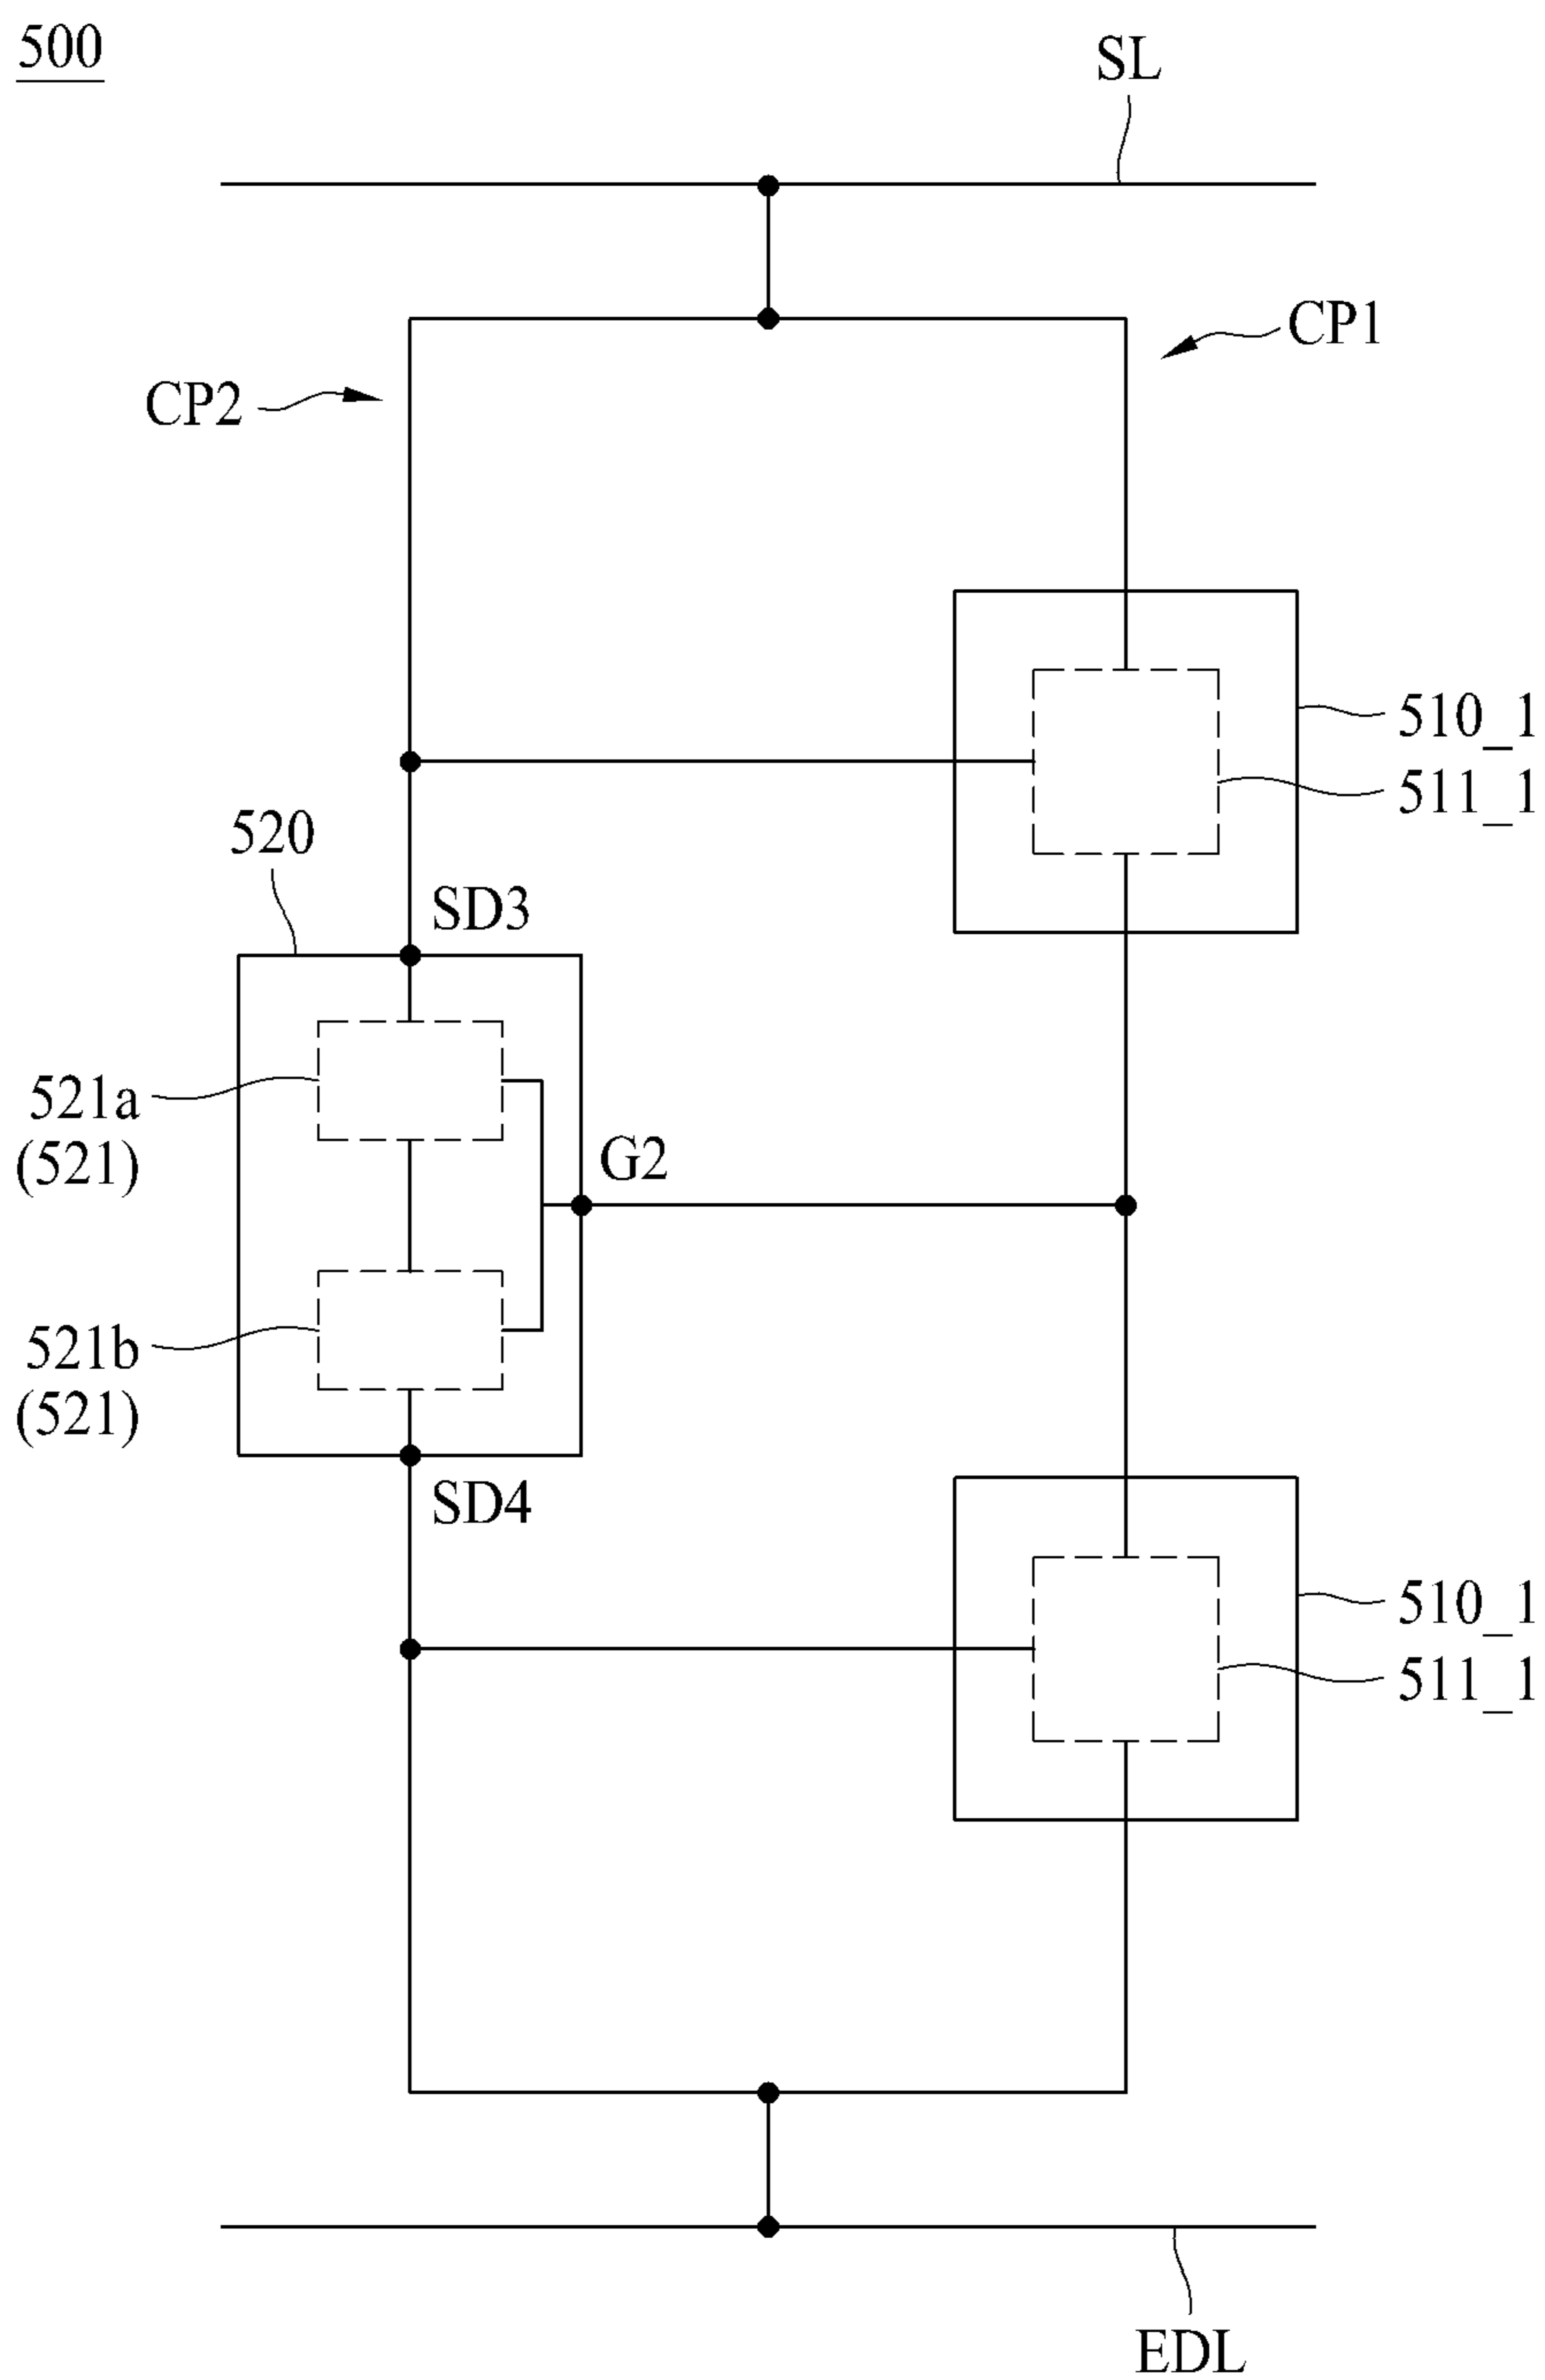 500
SL
CP1
CP2
510_1
511_1
520
SD3
521a
(521)
G2
521b
(521)
SD4
510_1
511_1
EDL